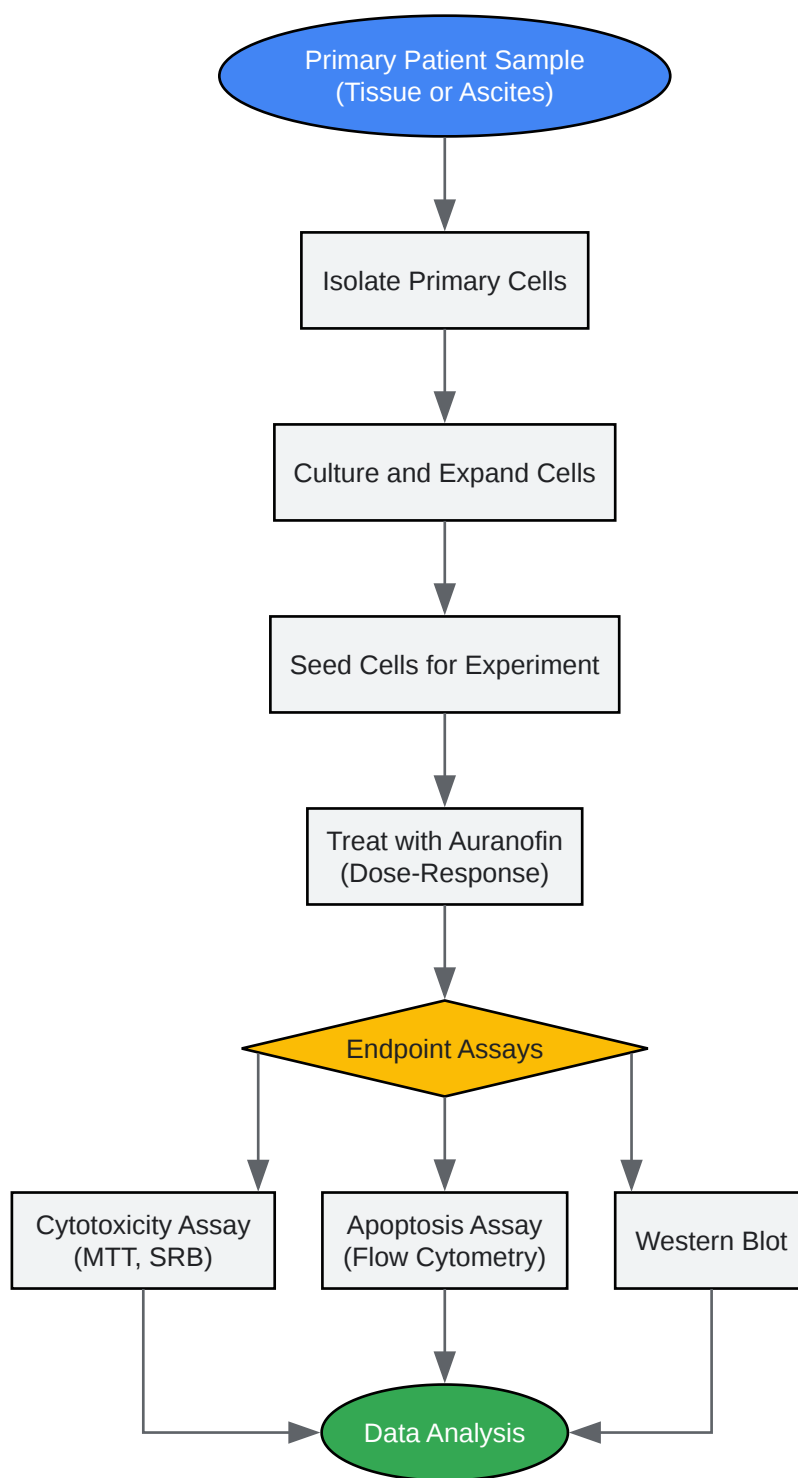 Primary Patient Sample
(Tissue or Ascites)
Isolate Primary Cells
Culture and Expand Cells
Seed Cells for Experiment
Treat with Auranofin
(Dose-Response)
Endpoint Assays
Cytotoxicity Assay
(MTT, SRB)
Apoptosis Assay
(Flow Cytometry)
Western Blot
Data Analysis